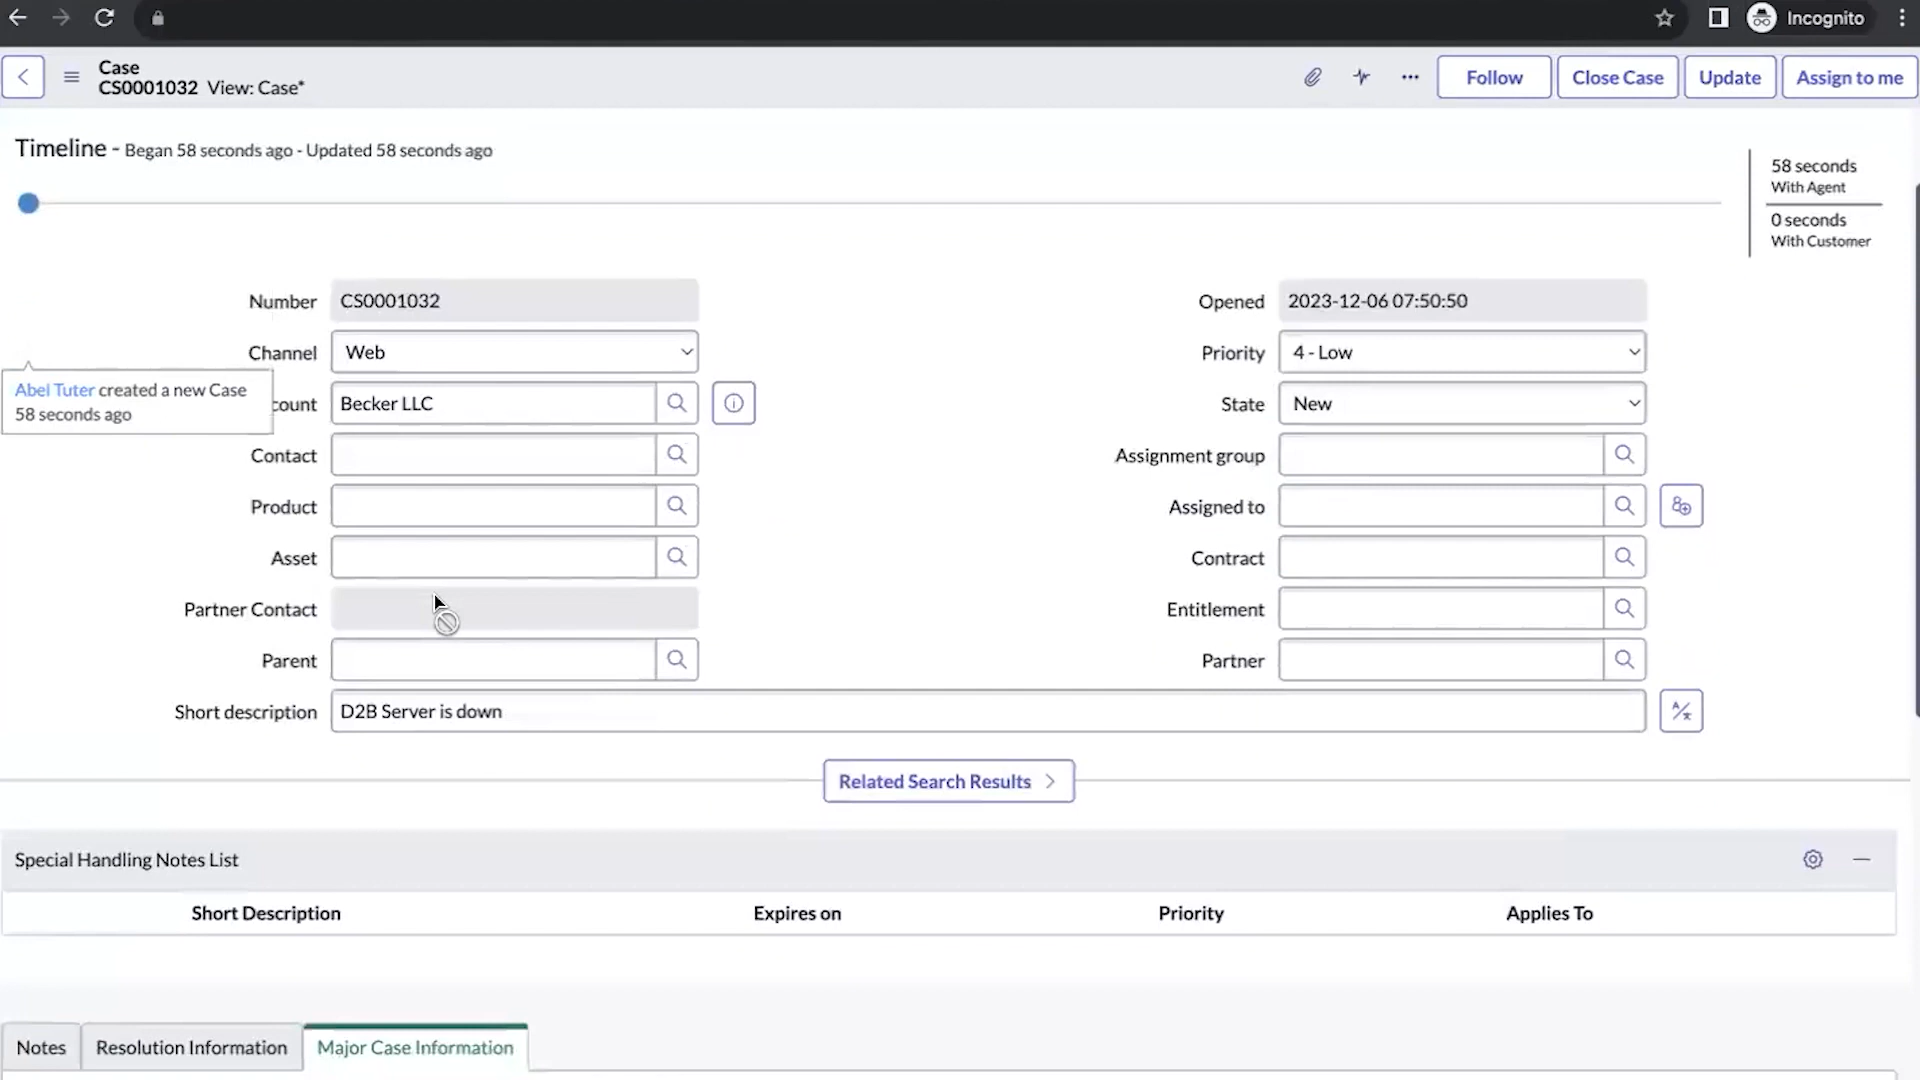 Incognito
Case
CS0001032 View: Case*
Follow
Close Case
Update
Assign to me
Timeline - Began 58 seconds ago - Updated 58 seconds ago
58 seconds
With Agent
0 seconds
With Customer
Number CS0001032
Opened 2023-12-06 07:50:50
Channel Web
Priority 4 - Low
Abel Tuter created a new Case
58 seconds ago
count Becker LLC
State New
Contact
Assignment group
Product
Assigned to
Asset
Contract
Partner Contact
Entitlement
Parent
Partner
Short description D2B Server is down
Related Search Results
Special Handling Notes List
Short Description Expires on Priority Applies To
Notes Resolution Information Major Case Information